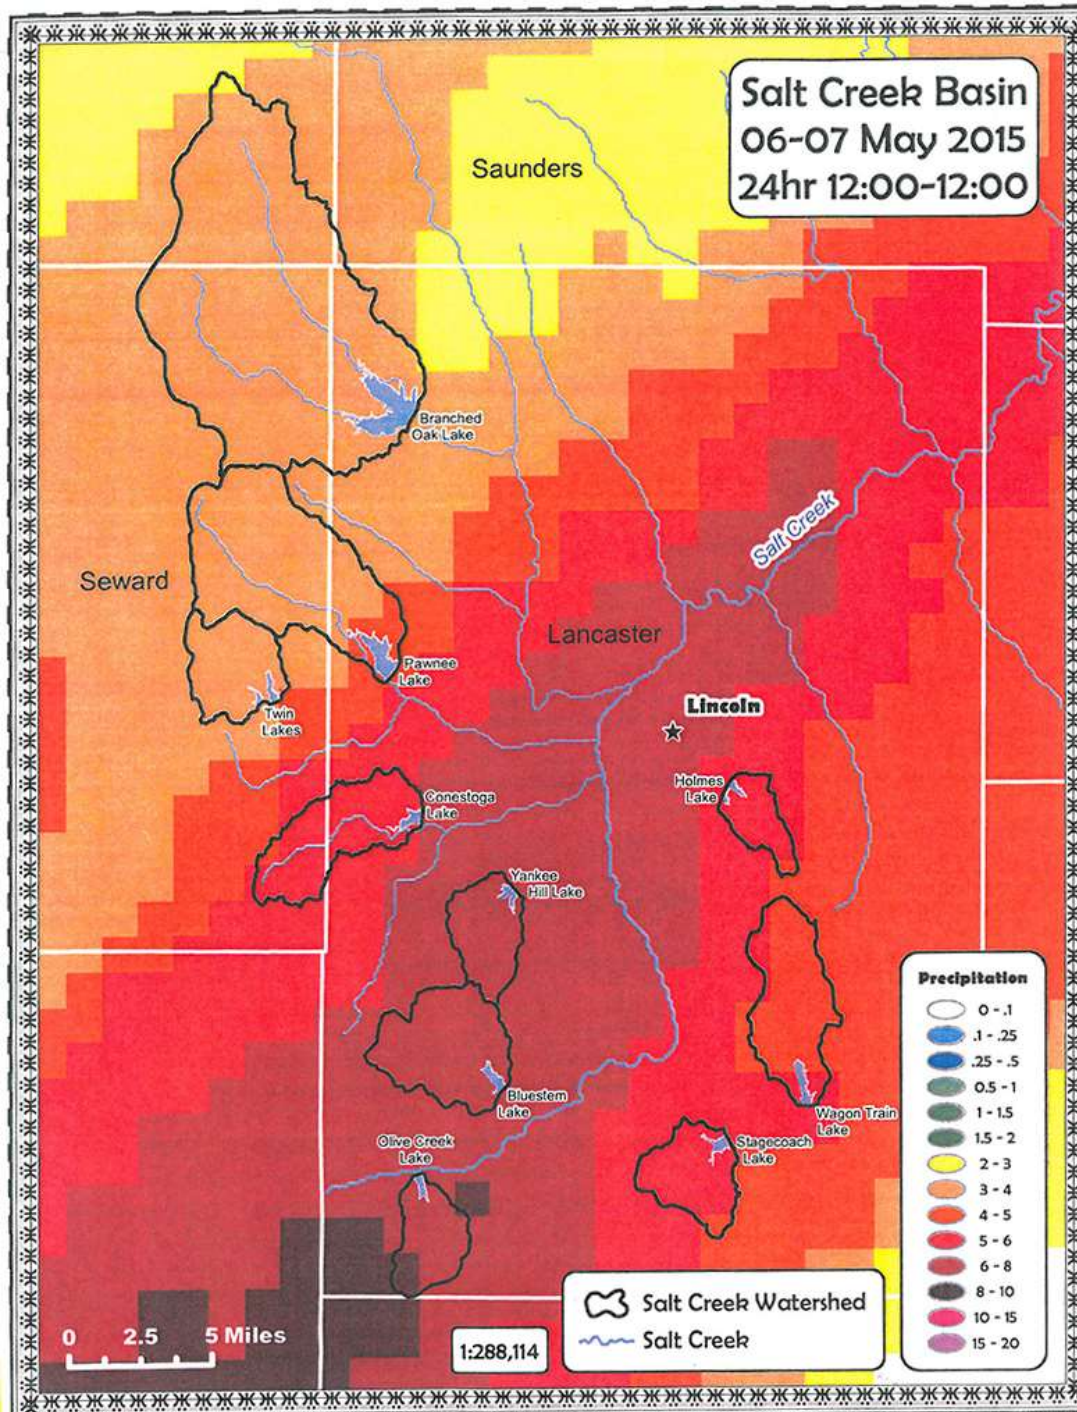 Salt Creek Basin
06-07 May 2015
24hr 12:00-12:00
Saunders
Branched
Oak Lake
Salt Creek
Seward
Lancaster
Pawnee
Lake
Lincoln
Twin
Lakes
Holmes
Lake
Conestoga
Lake
Yankee
Hill Lake
Bluestem
Lake
Wagon Train
Lake
Olive Creek
Lake
Stagecoach
Lake
Precipitation
0 - .1
.1 - .25
.25 - .5
0.5 - 1
1 - 1.5
1.5 - 2
2 - 3
3 - 4
4 - 5
5 - 6
6 - 8
8 - 10
10 - 15
15 - 20
Salt Creek Watershed
Salt Creek
0 2.5 5 Miles
1:288,114